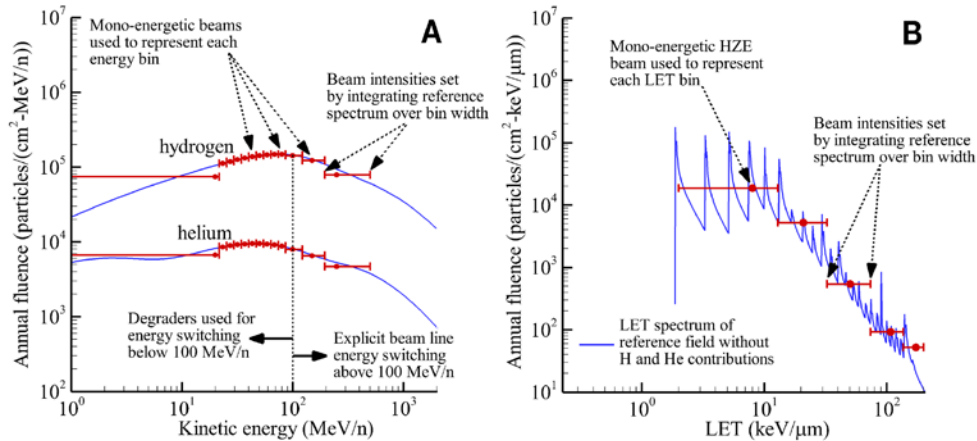 A
Mono-energetic beams
used to represent each
energy bin
Beam intensities set
by integrating reference
spectrum over bin width
hydrogen
helium
Degraders used for
energy switching
below 100 MeV/n
Explicit beam line
energy switching
above 100 MeV/n
Annual fluence (particles/(cm²-MeV/n))
10⁷
10⁶
10⁵
10⁴
10³
10²
10⁰ 10¹ 10² 10³
Kinetic energy (MeV/n)
B
Mono-energetic HZE
beam used to represent
each LET bin
Beam intensities set
by integrating reference
spectrum over bin width
LET spectrum of
reference field without
H and He contributions
Annual fluence (particles/(cm²-keV/μm))
10⁷
10⁶
10⁵
10⁴
10³
10²
10¹
10⁰ 10¹ 10²
LET (keV/μm)